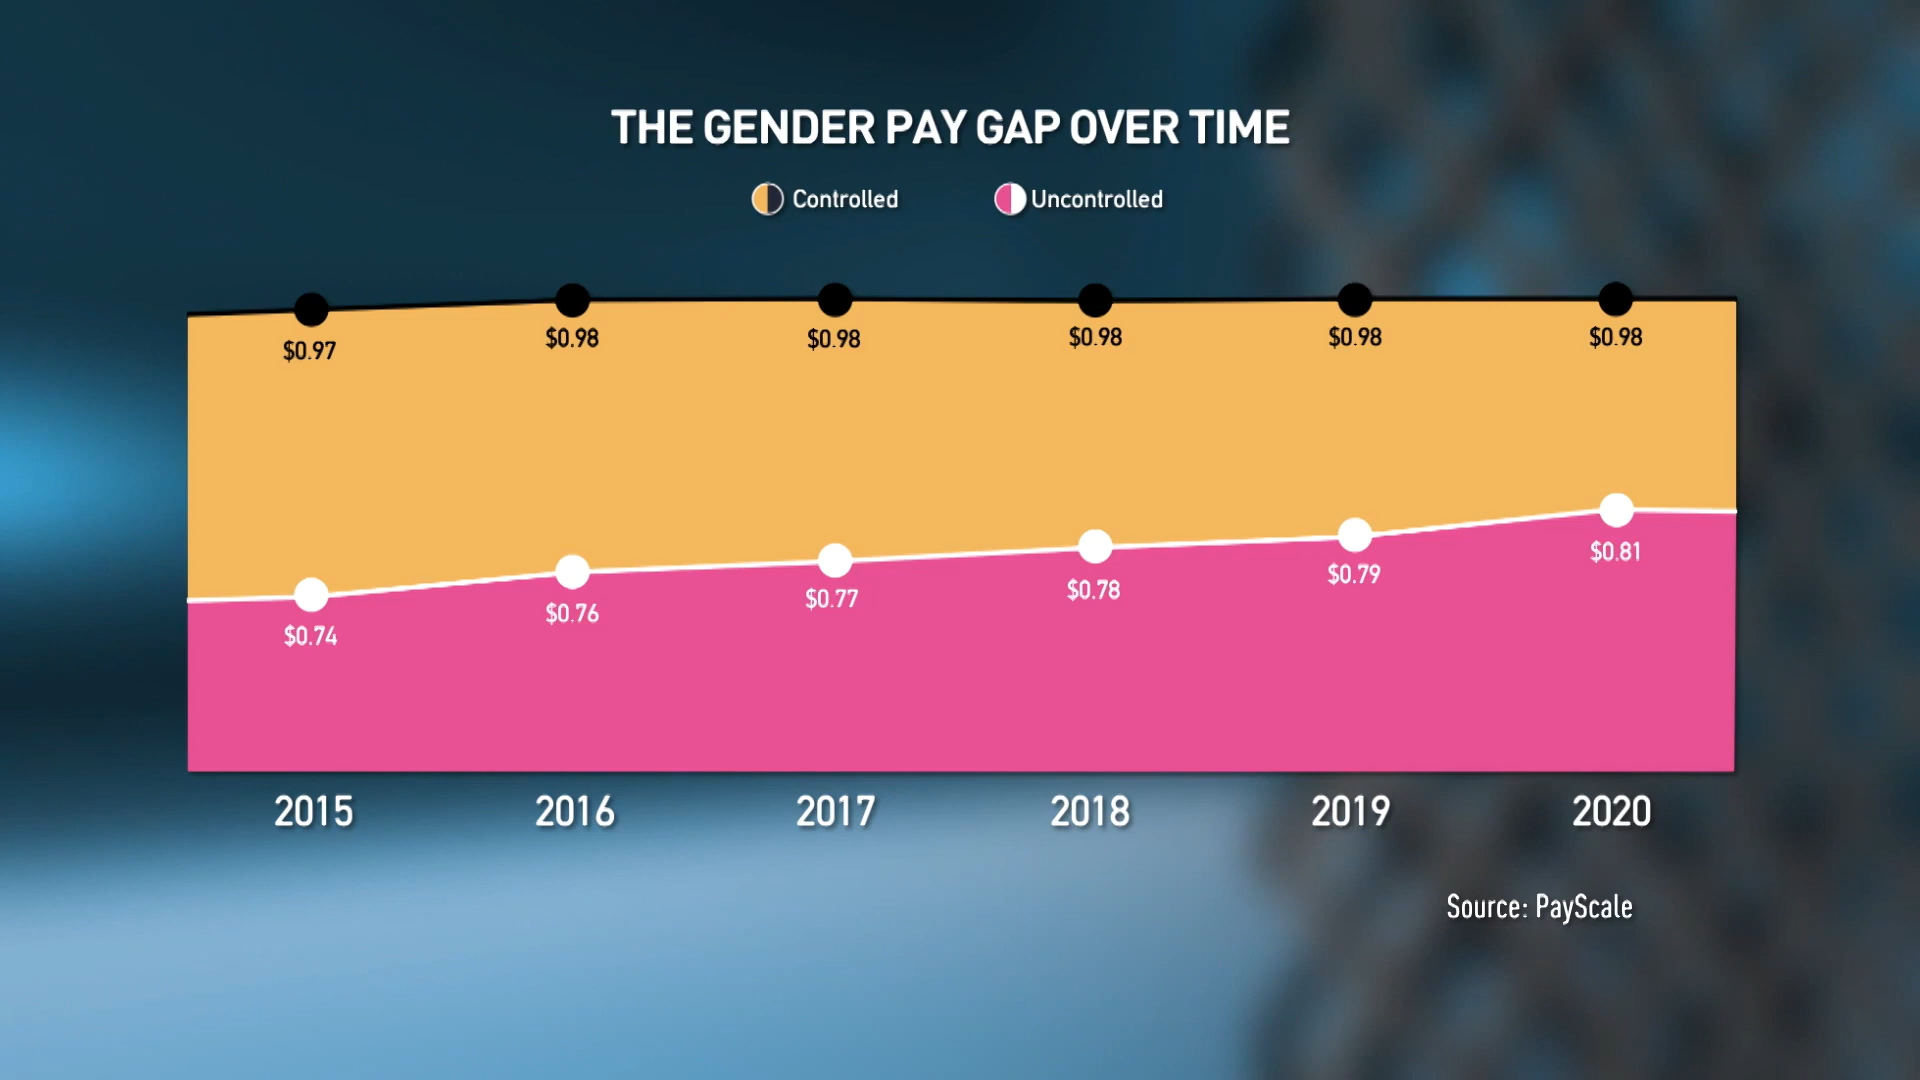 THE GENDER PAY GAP OVER TIME
Controlled Uncontrolled
$0.97 $0.98 $0.98 $0.98 $0.98 $0.98
$0.74 $0.76 $0.77 $0.78 $0.79 $0.81
2015 2016 2017 2018 2019 2020
Source: PayScale